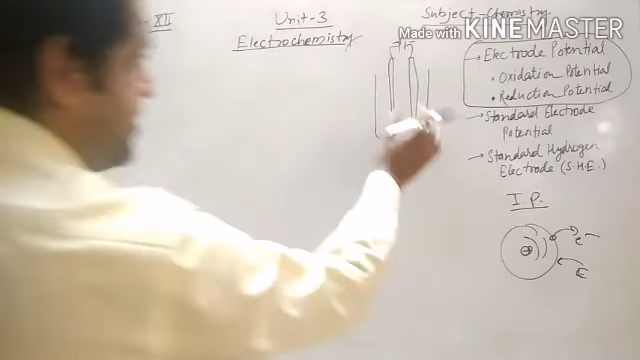 XII
Unit-3
Electrochemistry
Subject-Chemistry
Made with KINEMASTER
→ Electrode Potential
• Oxidation Potential
• Reduction Potential
→ Standard Electrode
Potential
→ Standard Hydrogen
Electrode (S.H.E.)
I.P.
e⁻
E